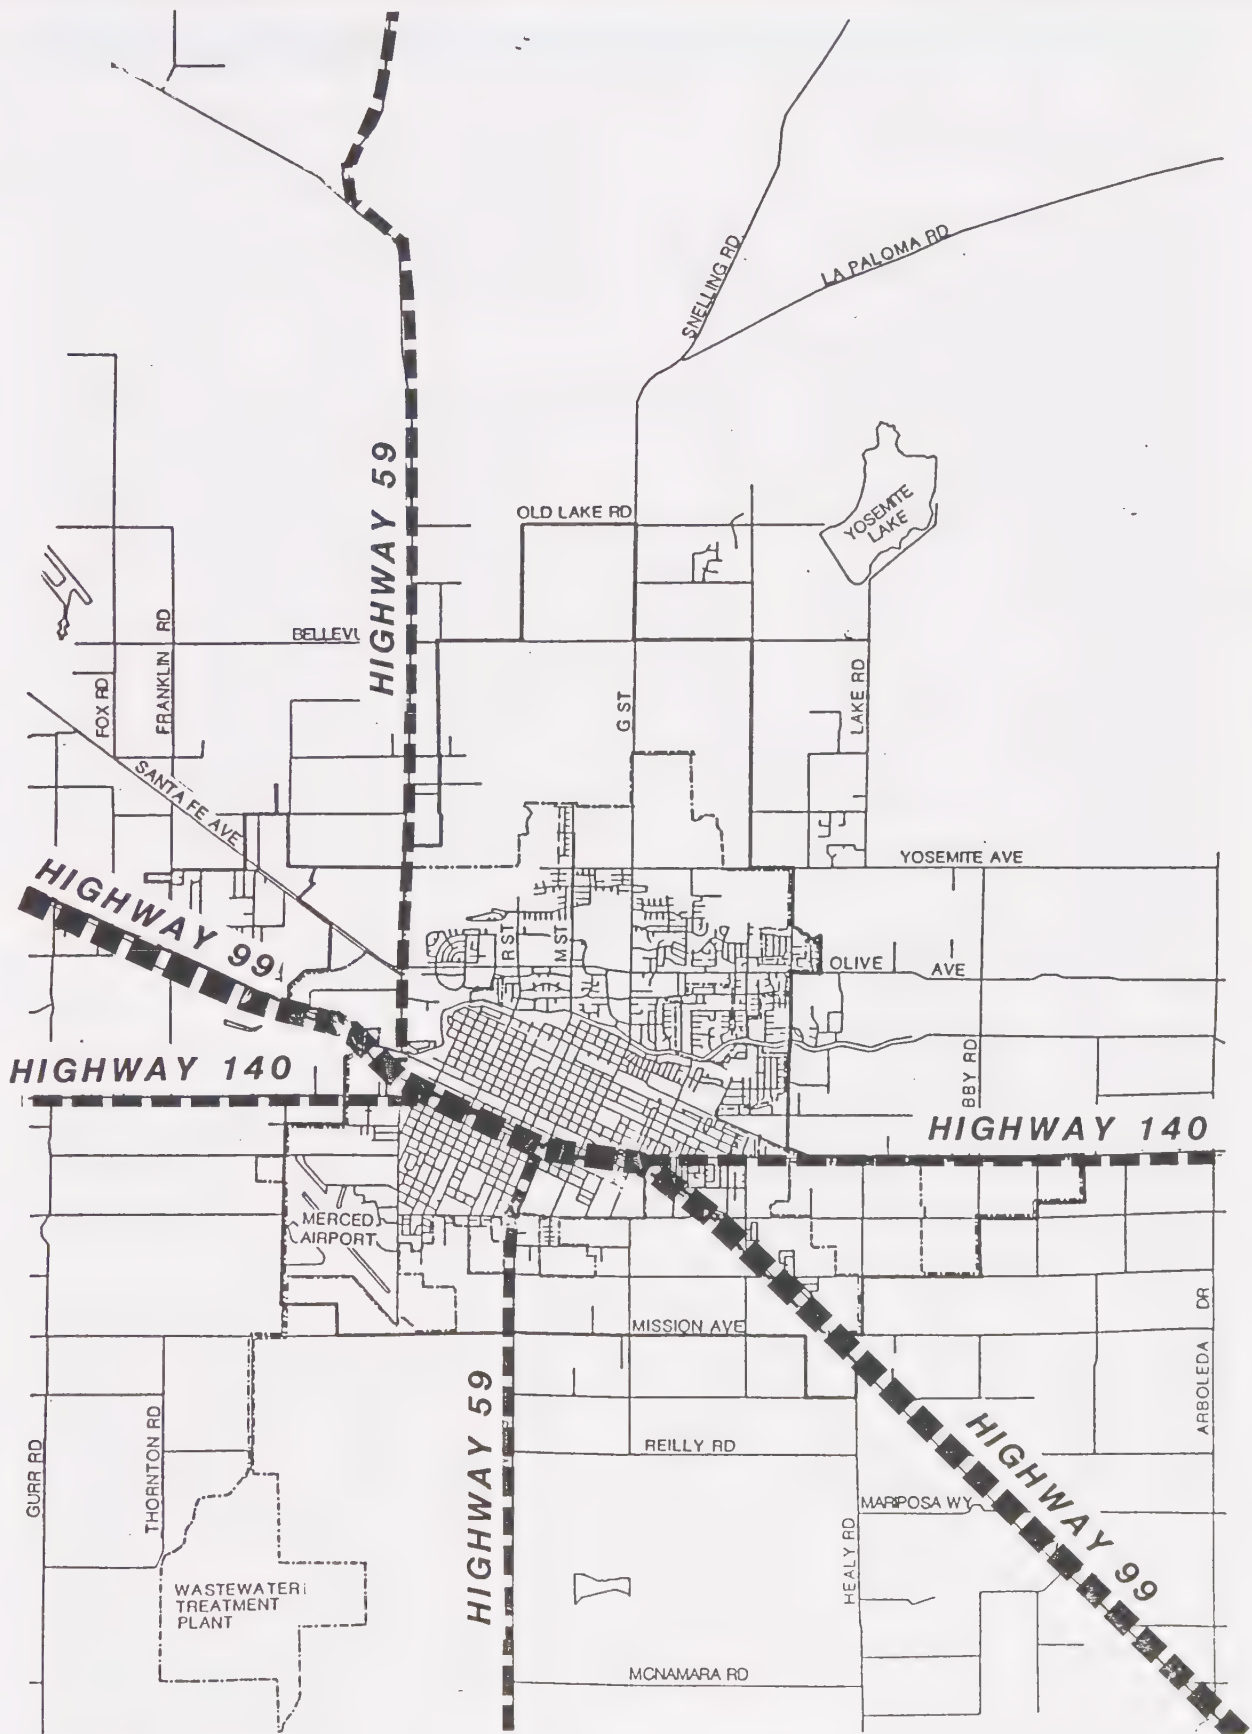 SNELLING RD
LA PALOMA RD
HIGHWAY 59
OLD LAKE RD
YOSEMITE
LAKE
BELLEVU
FOX RD
FRANKLIN RD
G ST
LAKE RD
SANTA FE AVE
YOSEMITE AVE
HIGHWAY 99
R ST
M ST
OLIVE AVE
HIGHWAY 140
BBY RD
HIGHWAY 140
MERCED
AIRPORT
MISSION AVE
ARBOLEDA DR
HIGHWAY 59
REILLY RD
HIGHWAY 99
GURR RD
THORNTON RD
MARIPOSA WY
HEALY RD
WASTEWATER
TREATMENT
PLANT
MCNAMARA RD